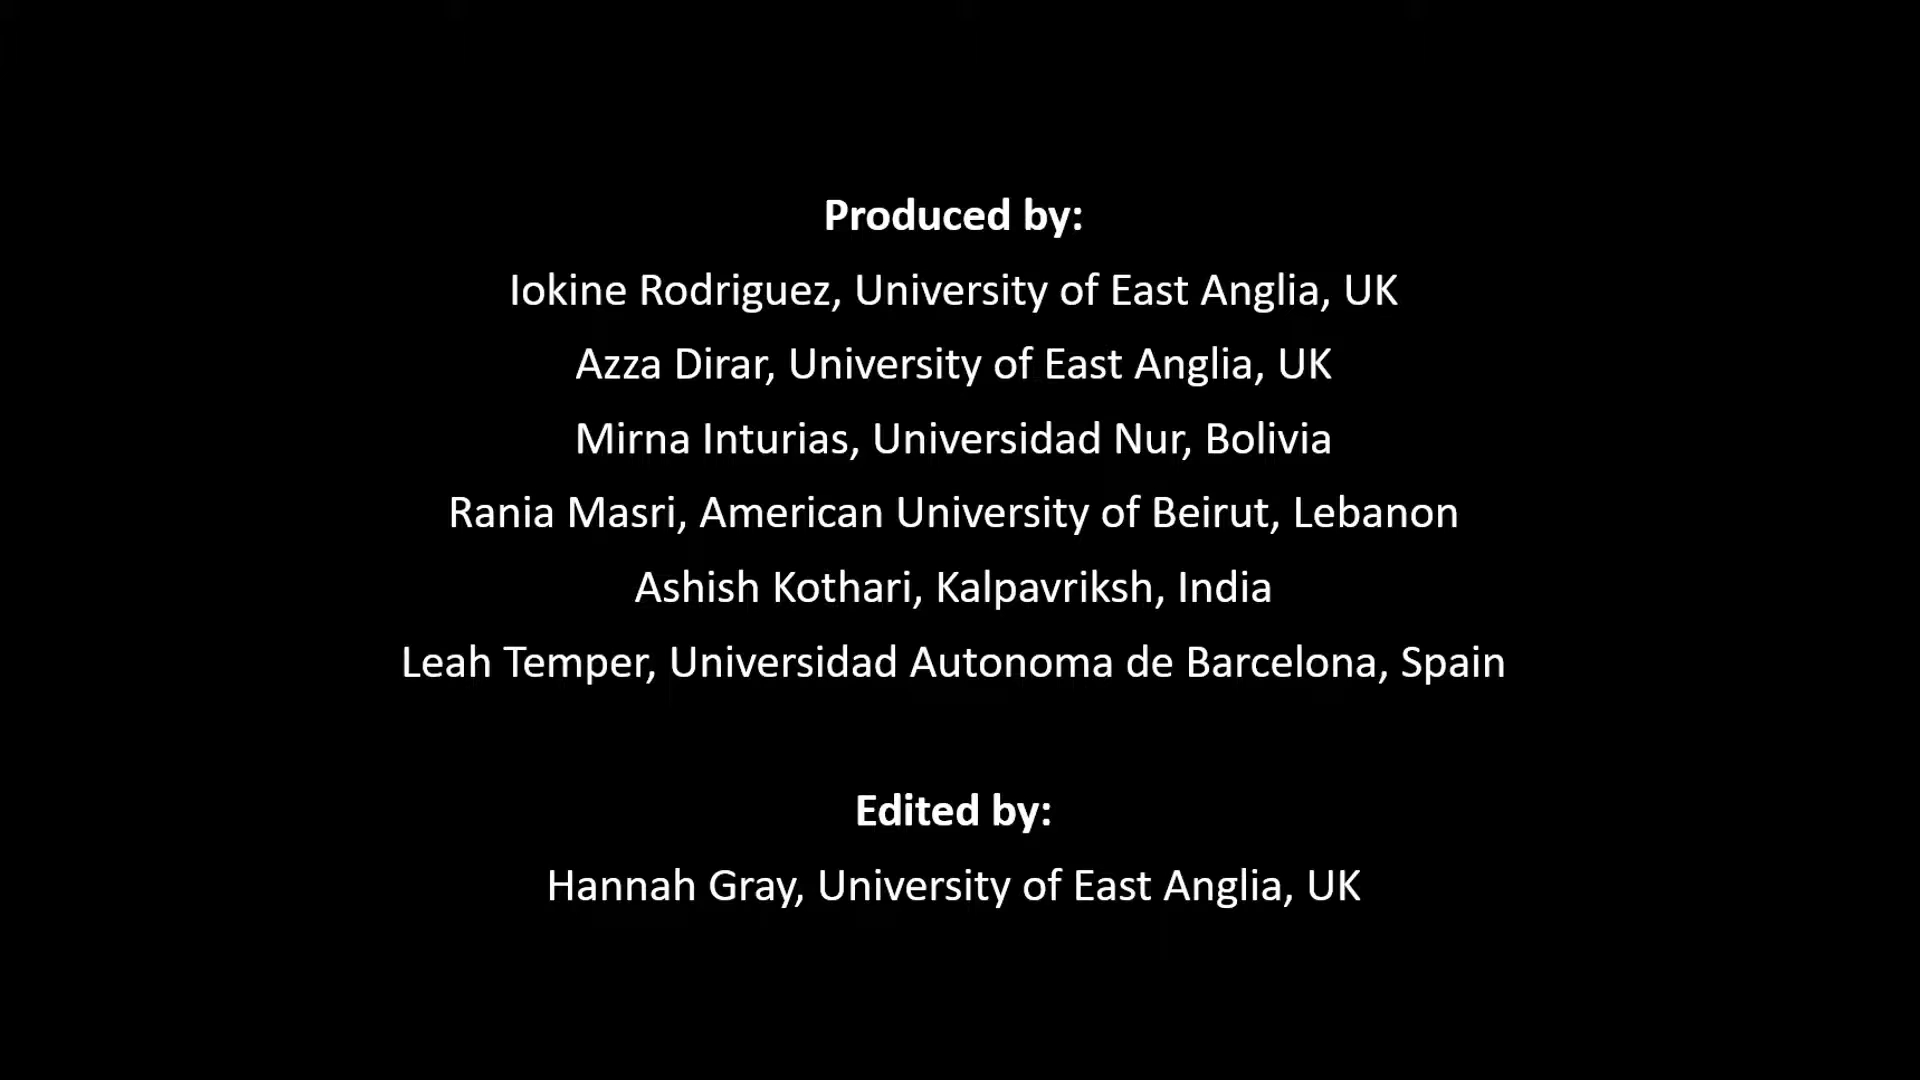 Produced by:
Iokine Rodriguez, University of East Anglia, UK
Azza Dirar, University of East Anglia, UK
Mirna Inturias, Universidad Nur, Bolivia
Rania Masri, American University of Beirut, Lebanon
Ashish Kothari, Kalpavriksh, India
Leah Temper, Universidad Autonoma de Barcelona, Spain
Edited by:
Hannah Gray, University of East Anglia, UK